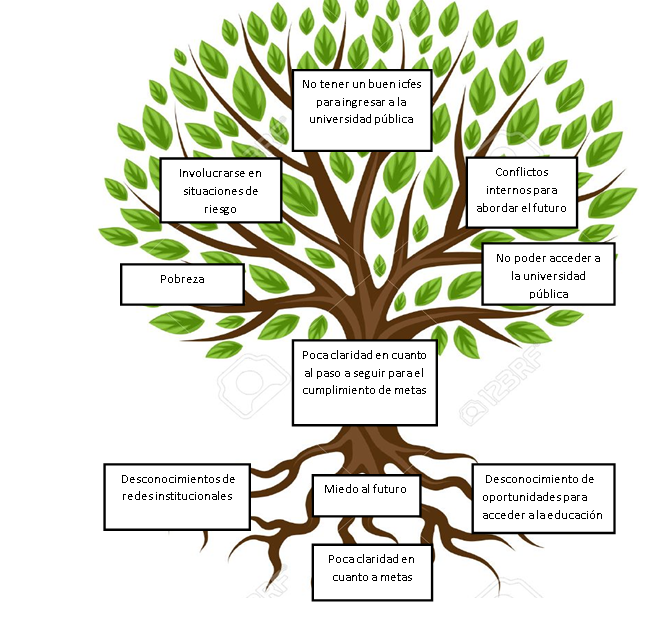 No tener un buen icfes
para ingresar a la
universidad pública
Involucrarse en
situaciones de
riesgo
Conflictos
internos para
abordar el futuro
Pobreza
No poder acceder a
la universidad
pública
Poca claridad en cuanto
al paso a seguir para el
cumplimiento de metas
Desconocimientos de
redes institucionales
Miedo al futuro
Desconocimiento de
oportunidades para
acceder a la educación
Poca claridad en
cuanto a metas
123RF